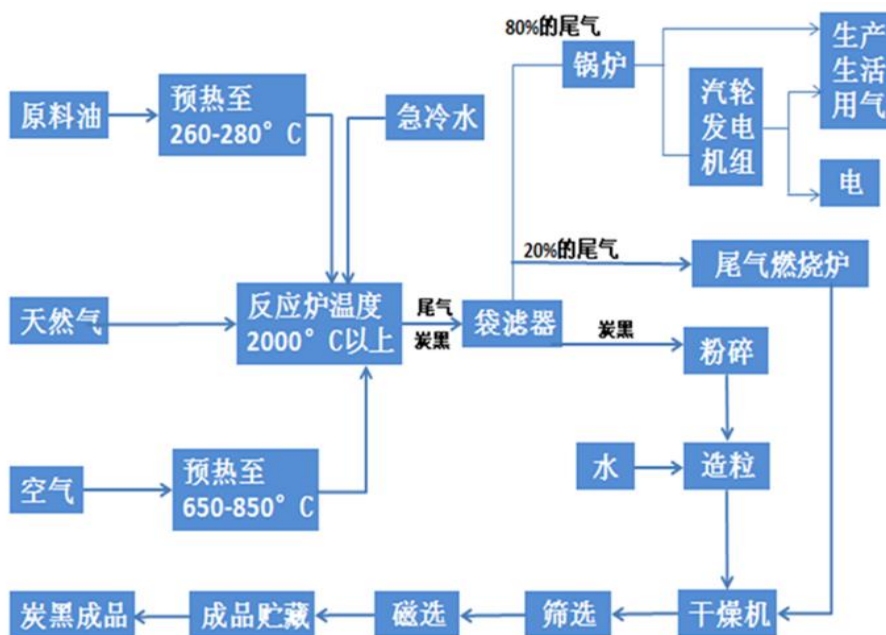 80%的尾气
锅炉
生产
生活
用气
汽轮
发电
机组
电
原料油
预热至
260-280°C
急冷水
20%的尾气
尾气燃烧炉
天然气
反应炉温度
2000°C以上
尾气
炭黑
袋滤器
炭黑
粉碎
空气
预热至
650-850°C
水
造粒
炭黑成品
成品贮藏
磁选
筛选
干燥机